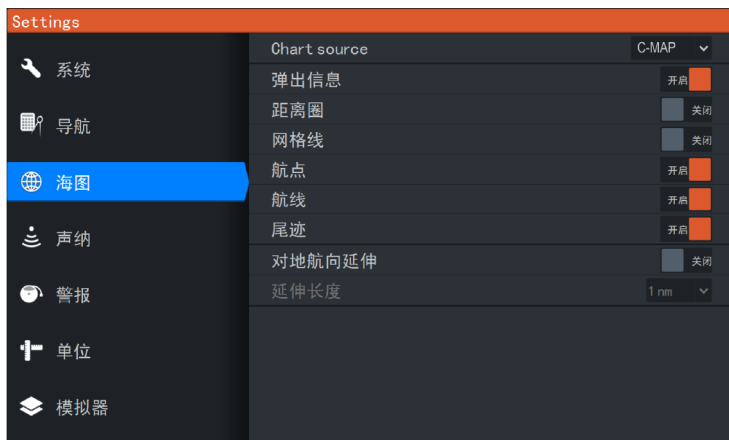 Settings
系统
导航
海图
声纳
警报
单位
模拟器
Chart source C-MAP
弹出信息 开启
距离圈 关闭
网格线 关闭
航点 开启
航线 开启
尾迹 开启
对地航向延伸 关闭
延伸长度 1 nm